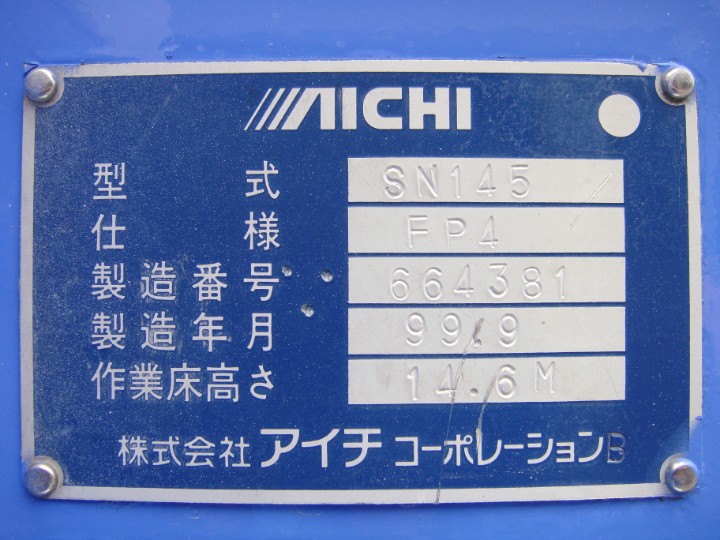 AICHI
型式 SN145
仕様 FP4
製造番号 664381
製造年月 99.9
作業床高さ 14.6M
株式会社 アイチ コーポレーション B